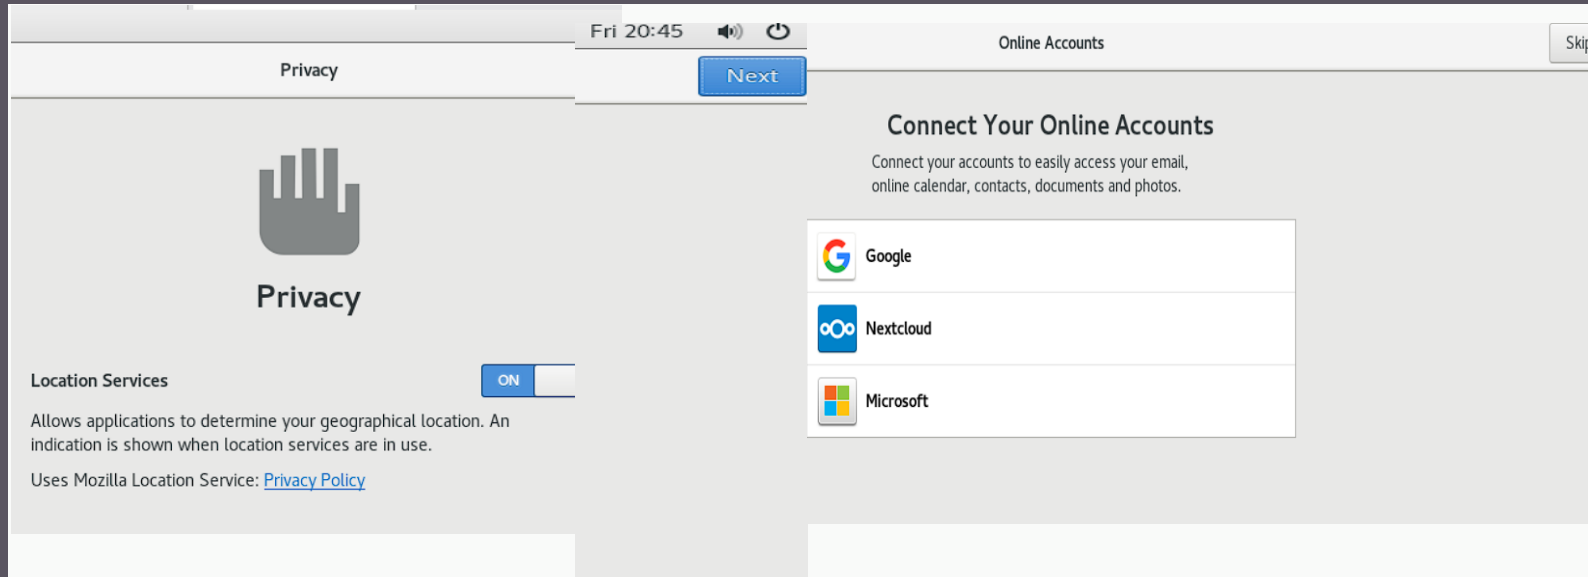 Privacy
Privacy
Location Services
ON
Allows applications to determine your geographical location. An
indication is shown when location services are in use.
Uses Mozilla Location Service: Privacy Policy
Fri 20:45
Next
Online Accounts
Connect Your Online Accounts
Connect your accounts to easily access your email,
online calendar, contacts, documents and photos.
Google
Nextcloud
Microsoft